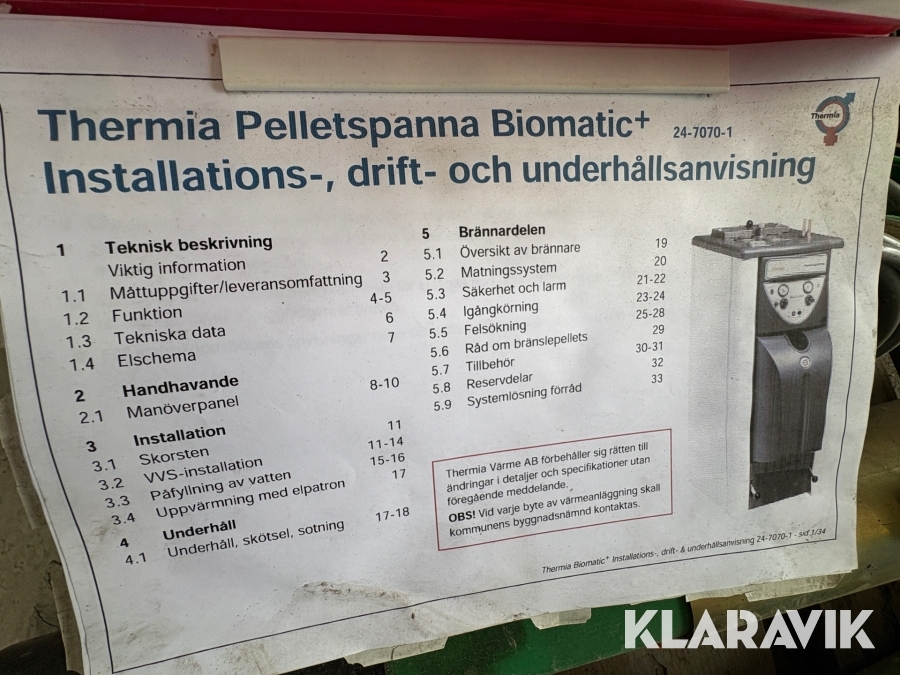 Thermia Pelletspanna Biomatic+ 24-7070-1
Thermia
Installations-, drift- och underhållsanvisning
1 Teknisk beskrivning
Viktig information 2
1.1 Måttuppgifter/leveransomfattning 3
1.2 Funktion 4-5
1.3 Tekniska data 6
1.4 Elschema 7
2 Handhavande
2.1 Manöverpanel 8-10
3 Installation 11
3.1 Skorsten 11-14
3.2 VVS-installation 15-16
3.3 Påfyllning av vatten 17
3.4 Uppvärmning med elpatron
4 Underhåll
4.1 Underhåll, skötsel, sotning 17-18
5 Brännardelen
5.1 Översikt av brännare 19
5.2 Matningssystem 20
5.3 Säkerhet och larm 21-22
5.4 Igångkörning 23-24
5.5 Felsökning 25-28
5.6 Råd om bränslepellets 29
5.7 Tillbehör 30-31
5.8 Reservdelar 32
5.9 Systemlösning förråd 33
Thermia Värme AB förbehåller sig rätten till
ändringar i detaljer och specifikationer utan
föregående meddelande.
OBS! Vid varje byte av värmeanläggning skall
kommunens byggnadsnämnd kontaktas.
Thermia Biomatic+ Installations-, drift- & underhållsanvisning 24-7070-1 - sid 1/34
KLARAVIK